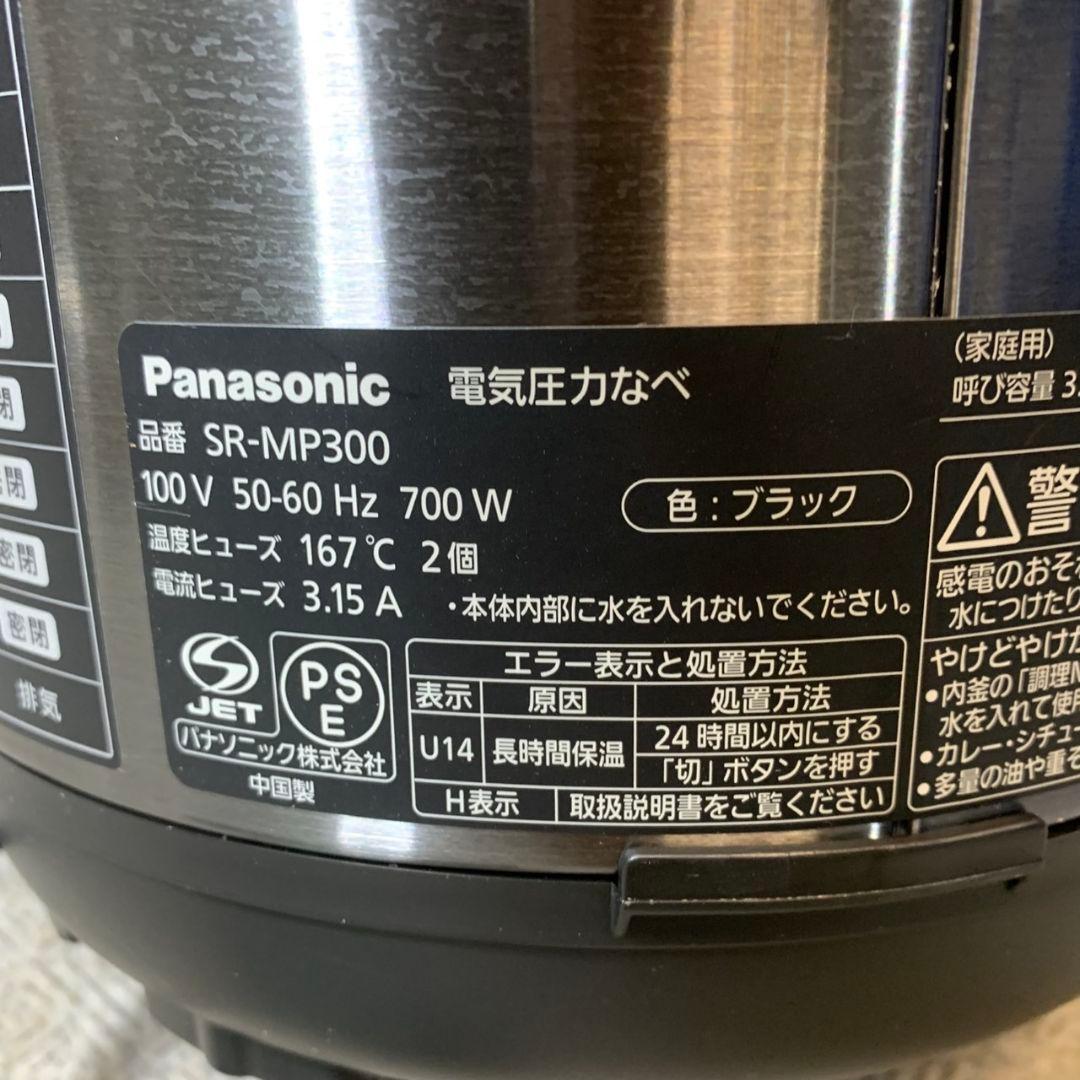 閉
閉
密閉
密閉
排気
Panasonic 電気圧力なべ
品番 SR-MP300
100 V 50-60 Hz 700 W
色：ブラック
温度ヒューズ 167℃ 2個
電流ヒューズ 3.15 A
・本体内部に水を入れないでください。
S JET
PS E
パナソニック株式会社
中国製
エラー表示と処置方法
表示 原因 処置方法
U14 長時間保温 24時間以内にする
「切」ボタンを押す
H表示 取扱説明書をご覧ください
（家庭用）
呼び容量 3
警
感電のおそ
水につけたり
やけどやけが
・内釜の「調理
水を入れて使用
・カレー・シチュー
・多量の油や重そ